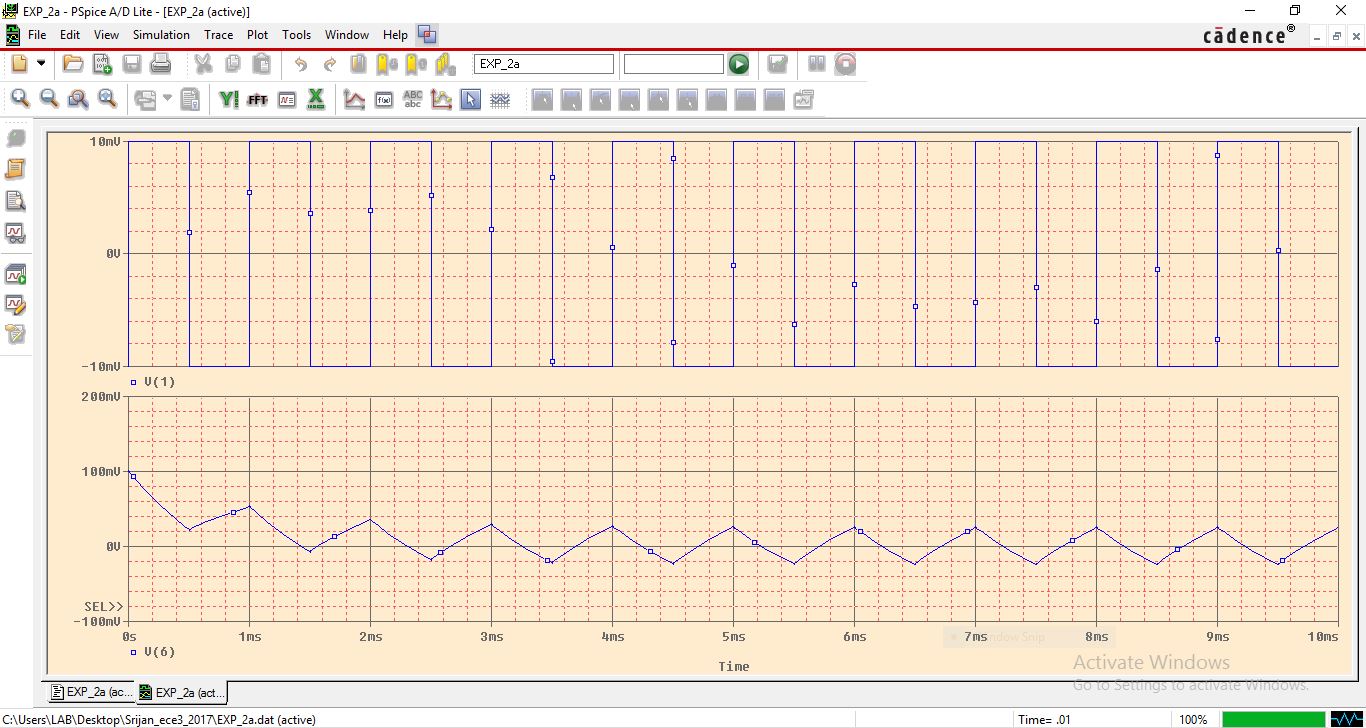 EXP_2a - PSpice A/D Lite - [EXP_2a (active)]
File Edit View Simulation Trace Plot Tools Window Help
cādence®
EXP_2a
FFT
ABC
abc
10mV
0V
-10mV
V(1)
200mV
100mV
0V
SEL>>
-100mV
0s 1ms 2ms 3ms 4ms 5ms 6ms 7ms 8ms 9ms 10ms
V(6)
Time
Window Snip
Activate Windows
Go to Settings to activate Windows.
EXP_2a (ac... EXP_2a (act...
C:\Users\LAB\Desktop\Srijan_ece3_2017\EXP_2a.dat (active) Time= .01 100%